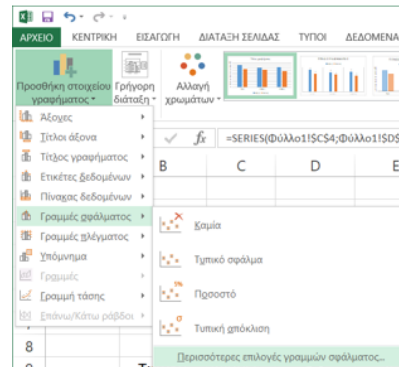 ΑΡΧΕΙΟ ΚΕΝΤΡΙΚΗ ΕΙΣΑΓΩΓΗ ΔΙΑΤΑΞΗ ΣΕΛΙΔΑΣ ΤΥΠΟΙ ΔΕΔΟΜΕΝΑ
Προσθήκη στοιχείου Γρήγορη Αλλαγή
γραφήματος διάταξη χρωμάτων
Άξονες
Τίτλοι άξονα fx =SERIES(Φύλλο1!$C$4;Φύλλο1!$D$
Τίτλος γραφήματος
Ετικέτες δεδομένων B C D E
Πίνακας δεδομένων
Γραμμές σφάλματος
Γραμμές πλέγματος Καμία
Υπόμνημα
Γραμμές Τυπικό σφάλμα
Γραμμή τάσης 5% Ποσοστό
Επάνω/Κάτω ράβδοι
σ Τυπική απόκλιση
8
Περισσότερες επιλογές γραμμών σφάλματος...